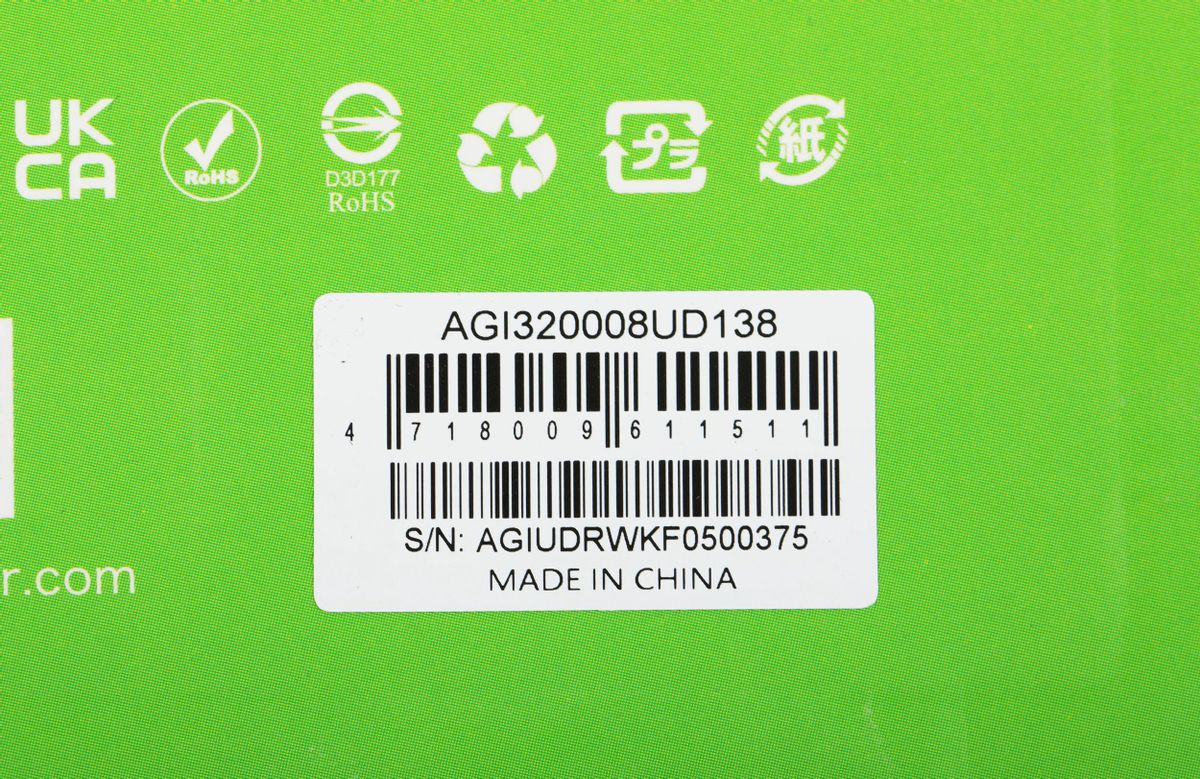 UK
CA
RoHS
D3D177
RoHS
プラ
紙
AGI320008UD138
4 718009 611511
S/N: AGIUDRWKF0500375
MADE IN CHINA
r.com